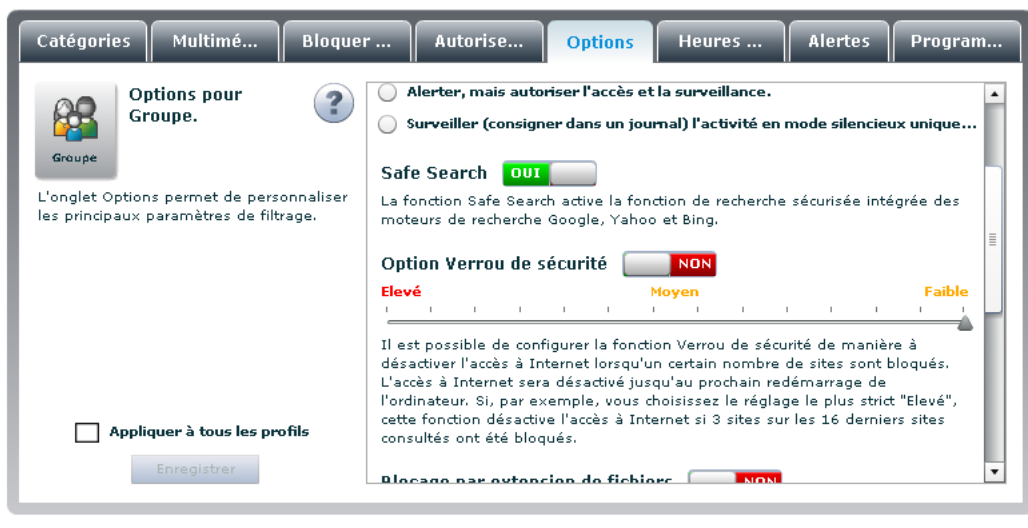 Catégories
Multimé...
Bloquer ...
Autorise...
Options
Heures ...
Alertes
Program...
Groupe
Options pour
Groupe.
?
L'onglet Options permet de personnaliser
les principaux paramètres de filtrage.
Appliquer à tous les profils
Enregistrer
Alerter, mais autoriser l'accès et la surveillance.
Surveiller (consigner dans un journal) l'activité en mode silencieux unique...
Safe Search OUI
La fonction Safe Search active la fonction de recherche sécurisée intégrée des
moteurs de recherche Google, Yahoo et Bing.
Option Verrou de sécurité NON
Elevé Moyen Faible
Il est possible de configurer la fonction Verrou de sécurité de manière à
désactiver l'accès à Internet lorsqu'un certain nombre de sites sont bloqués.
L'accès à Internet sera désactivé jusqu'au prochain redémarrage de
l'ordinateur. Si, par exemple, vous choisissez le réglage le plus strict "Elevé",
cette fonction désactive l'accès à Internet si 3 sites sur les 16 derniers sites
consultés ont été bloqués.
Blocage par extension de fichiers NON